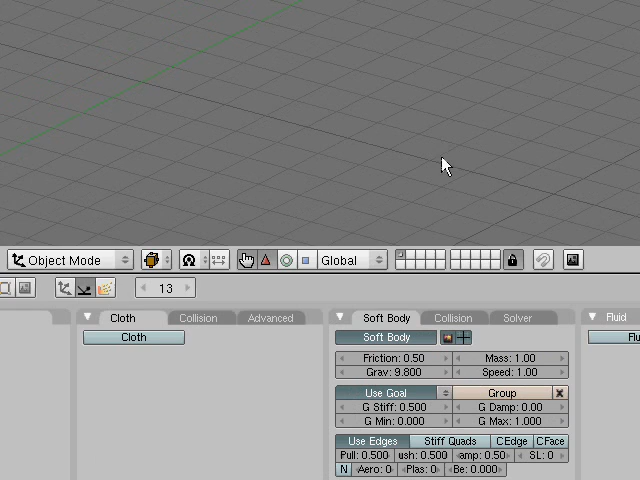 Object Mode Global
13
Cloth Collision Advanced Soft Body Collision Solver Fluid
Cloth Soft Body Flu
Friction: 0.50 Mass: 1.00
Grav: 9.800 Speed: 1.00
Use Goal Group
G Stiff: 0.500 G Damp: 0.00
G Min: 0.000 G Max: 1.000
Use Edges Stiff Quads CEdge CFace
Pull: 0.500 ush: 0.500 amp: 0.50 SL: 0
N Aero: 0 Plas: 0 Be: 0.000